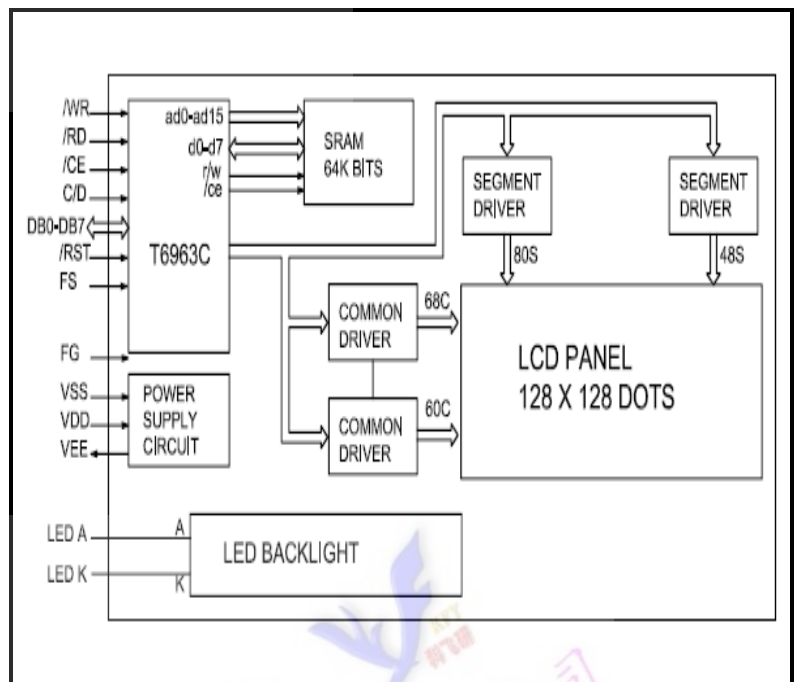 /WR
/RD
/CE
C/D
DB0-DB7
/RST
FS
FG
VSS
VDD
VEE
LED A
LED K
ad0-ad15
d0-d7
r/w
/ce
T6963C
SRAM
64K BITS
SEGMENT
DRIVER
80S
SEGMENT
DRIVER
48S
COMMON
DRIVER
68C
COMMON
DRIVER
60C
LCD PANEL
128 X 128 DOTS
POWER
SUPPLY
CIRCUIT
A
K
LED BACKLIGHT
司